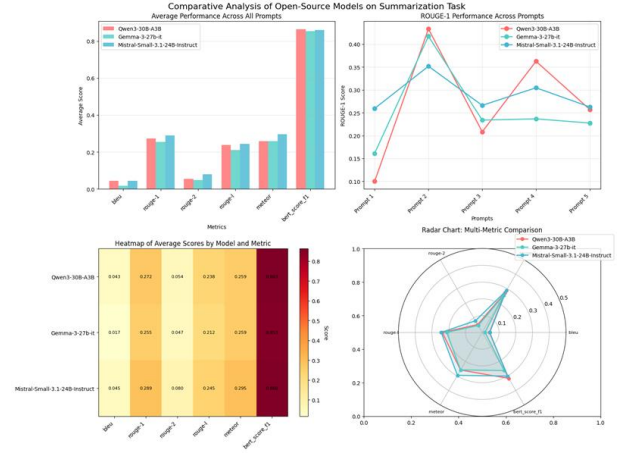 Comparative Analysis of Open-Source Models on Summarization Task
Average Performance Across All Prompts
Qwen3-30B-A3B
Gemma-3-27b-it
Mistral-Small-3.1-24B-Instruct
Average Score
0.8
0.6
0.4
0.2
0.0
bleu
rouge-1
rouge-2
rouge-l
meteor
bert_score_f1
Metrics
ROUGE-1 Performance Across Prompts
Qwen3-30B-A3B
Gemma-3-27b-it
Mistral-Small-3.1-24B-Instruct
ROUGE-1 Score
0.40
0.35
0.30
0.25
0.20
0.15
0.10
Prompt 1
Prompt 2
Prompt 3
Prompt 4
Prompt 5
Prompts
Heatmap of Average Scores by Model and Metric
Qwen3-30B-A3B
0.043 0.272 0.054 0.238 0.259
Gemma-3-27b-it
0.017 0.255 0.047 0.212 0.259
Mistral-Small-3.1-24B-Instruct
0.045 0.289 0.080 0.245 0.295
bleu
rouge-1
rouge-2
rouge-l
meteor
bert_score_f1
0.8
0.7
0.6
0.5
0.4
0.3
0.2
0.1
Score
Radar Chart: Multi-Metric Comparison
Qwen3-30B-A3B
Gemma-3-27b-it
Mistral-Small-3.1-24B-Instruct
1.0
0.8
0.6
0.4
0.2
0.0
rouge-2
bleu
meteor
bert_score_f1
0.1
0.2
0.3
0.4
0.5
0.0 0.2 0.4 0.6 0.8 1.0